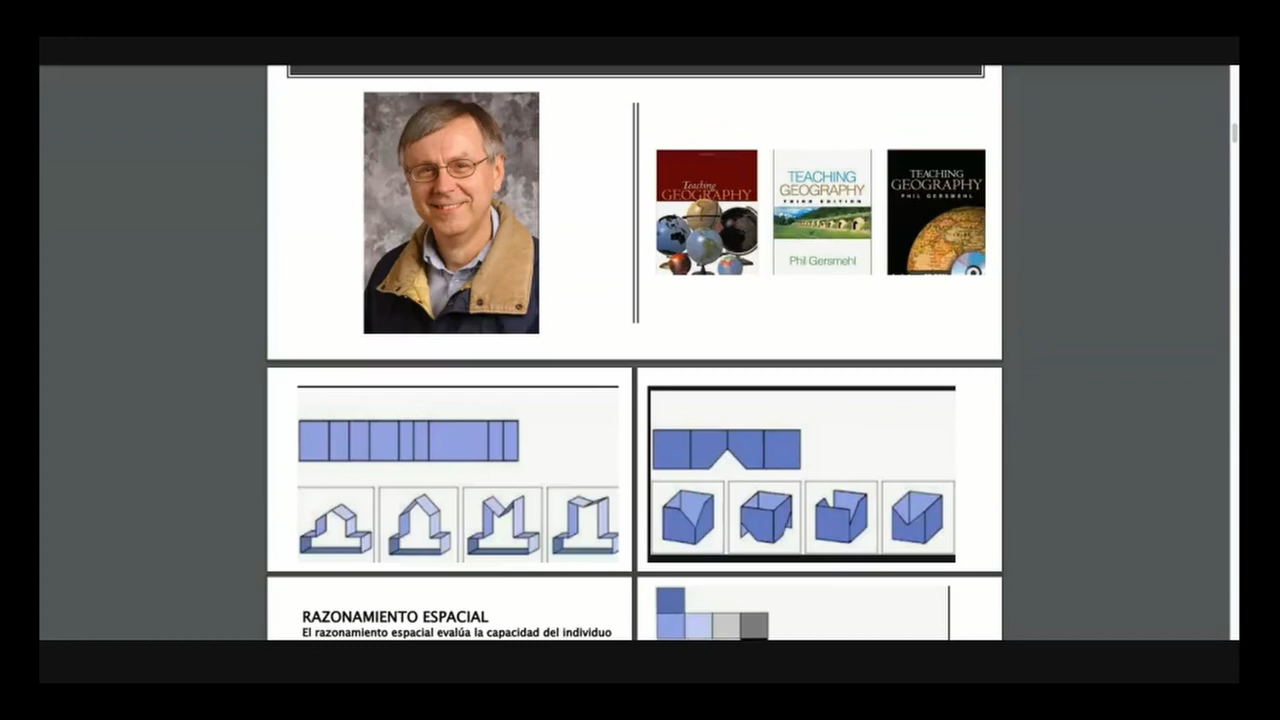 Teaching
GEOGRAPHY
TEACHING
GEOGRAPHY
THIRD EDITION
Phil Gersmehl
TEACHING
GEOGRAPHY
PHIL GERSMEHL
RAZONAMIENTO ESPACIAL
El razonamiento espacial evalúa la capacidad del individuo